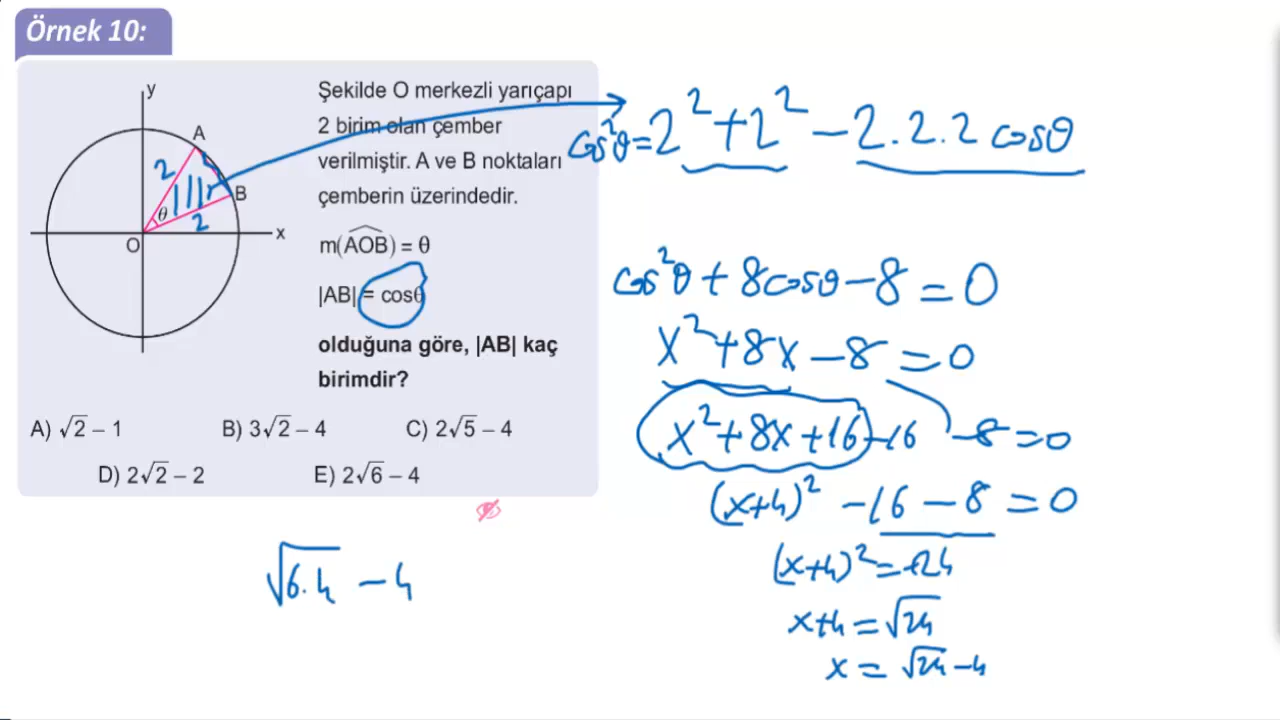 Örnek 10:
y
A
2
B
θ
2
O
x
Şekilde O merkezli yarıçapı
2 birim olan çember
verilmiştir. A ve B noktaları
çemberin üzerindedir.
m(AOB) = θ
|AB| = cosθ
olduğuna göre, |AB| kaç
birimdir?
A) √2 – 1 B) 3√2 – 4 C) 2√5 – 4
D) 2√2 – 2 E) 2√6 – 4
√6.4 – 4
cos²θ = 2² + 2² – 2.2.2 cosθ
cos²θ + 8cosθ – 8 = 0
x² + 8x – 8 = 0
x² + 8x + 16 – 16 – 8 = 0
(x+4)² – 16 – 8 = 0
(x+4)² = 24
x+4 = √24
x = √24 – 4